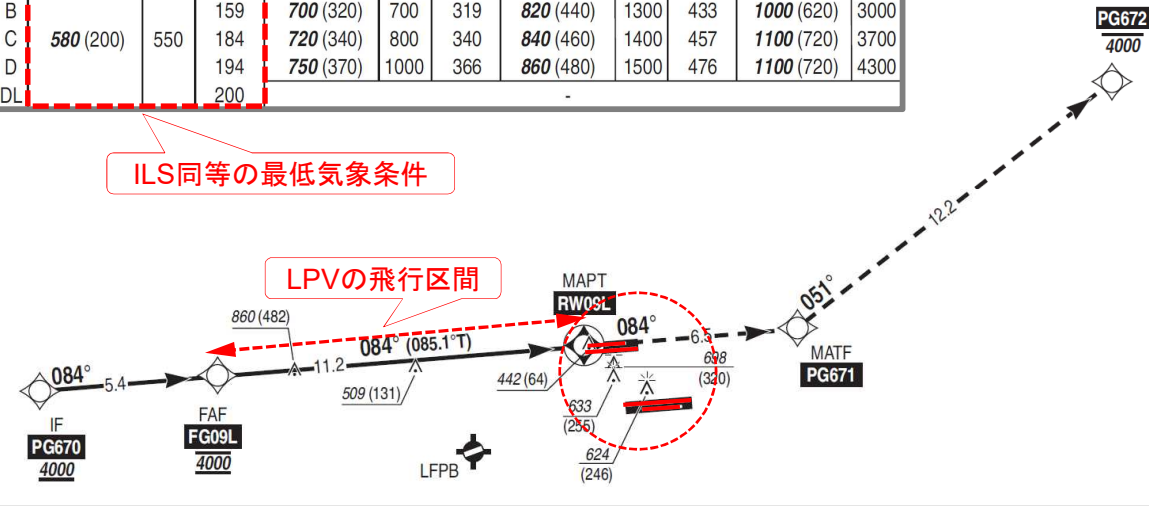 B 159 700 (320) 700 319 820 (440) 1300 433 1000 (620) 3000
C 580 (200) 550 184 720 (340) 800 340 840 (460) 1400 457 1100 (720) 3700
D 194 750 (370) 1000 366 860 (480) 1500 476 1100 (720) 4300
DL 200 -
PG672
4000
ILS同等の最低気象条件
12.2
LPVの飛行区間
MAPT
RW09L
051°
860 (482)
084° 5.4
11.2
084° (085.1°T)
084°
6.5
MATF
PG671
509 (131)
442 (64)
698
(320)
633
(255)
624
(246)
IF
PG670
4000
FAF
FG09L
4000
LFPB